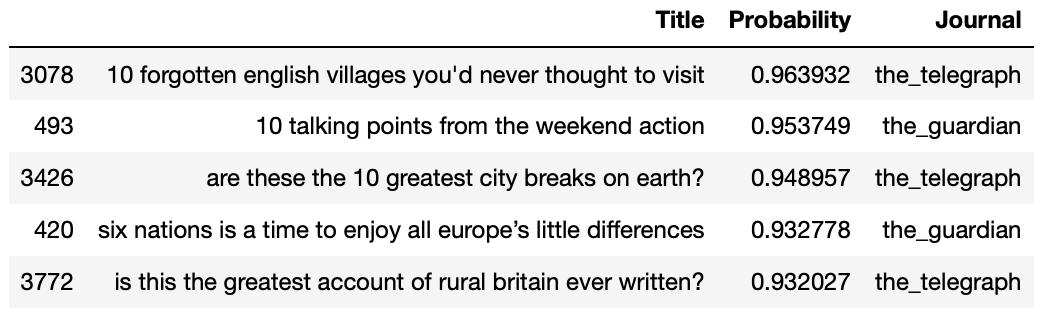 Title Probability Journal
3078 10 forgotten english villages you'd never thought to visit 0.963932 the_telegraph
493 10 talking points from the weekend action 0.953749 the_guardian
3426 are these the 10 greatest city breaks on earth? 0.948957 the_telegraph
420 six nations is a time to enjoy all europe’s little differences 0.932778 the_guardian
3772 is this the greatest account of rural britain ever written? 0.932027 the_telegraph